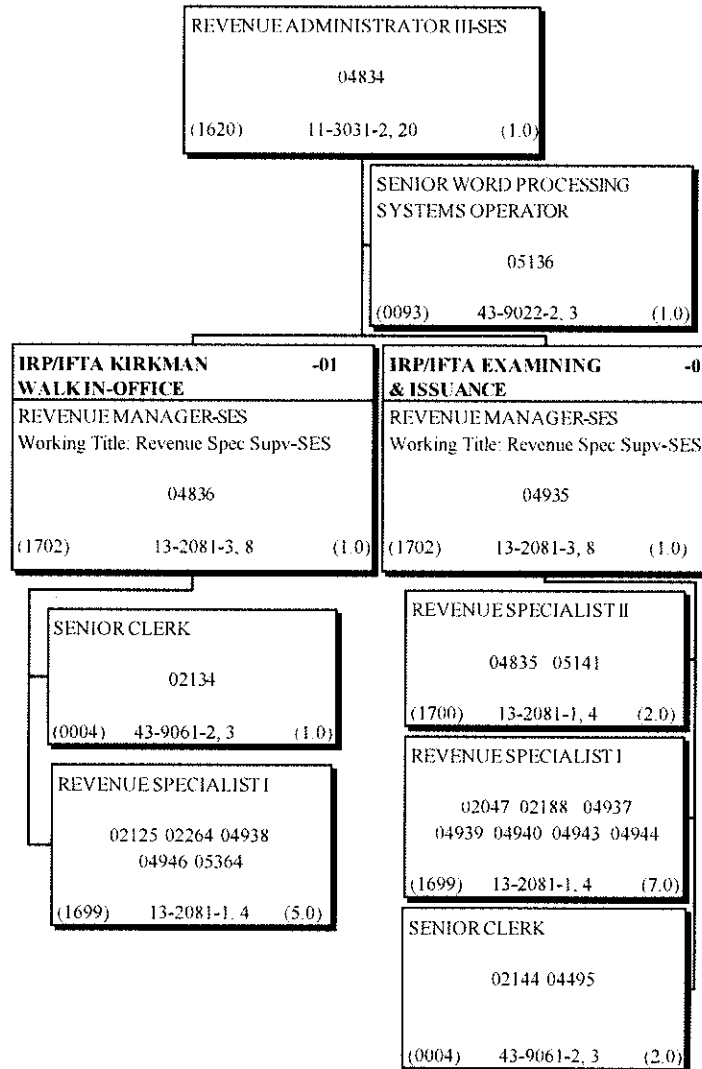 REVENUE ADMINISTRATOR III-SES
04834
(1620) 11-3031-2, 20 (1.0)
SENIOR WORD PROCESSING
SYSTEMS OPERATOR
05136
(0093) 43-9022-2, 3 (1.0)
IRP/IFTA KIRKMAN -01
WALK IN-OFFICE
REVENUE MANAGER-SES
Working Title: Revenue Spec Supv-SES
04836
(1702) 13-2081-3, 8 (1.0)
IRP/IFTA EXAMINING -0
& ISSUANCE
REVENUE MANAGER-SES
Working Title: Revenue Spec Supv-SES
04935
(1702) 13-2081-3, 8 (1.0)
SENIOR CLERK
02134
(0004) 43-9061-2, 3 (1.0)
REVENUE SPECIALIST I
02125 02264 04938
04946 05364
(1699) 13-2081-1, 4 (5.0)
REVENUE SPECIALIST II
04835 05141
(1700) 13-2081-1, 4 (2.0)
REVENUE SPECIALIST I
02047 02188 04937
04939 04940 04943 04944
(1699) 13-2081-1, 4 (7.0)
SENIOR CLERK
02144 04495
(0004) 43-9061-2, 3 (2.0)